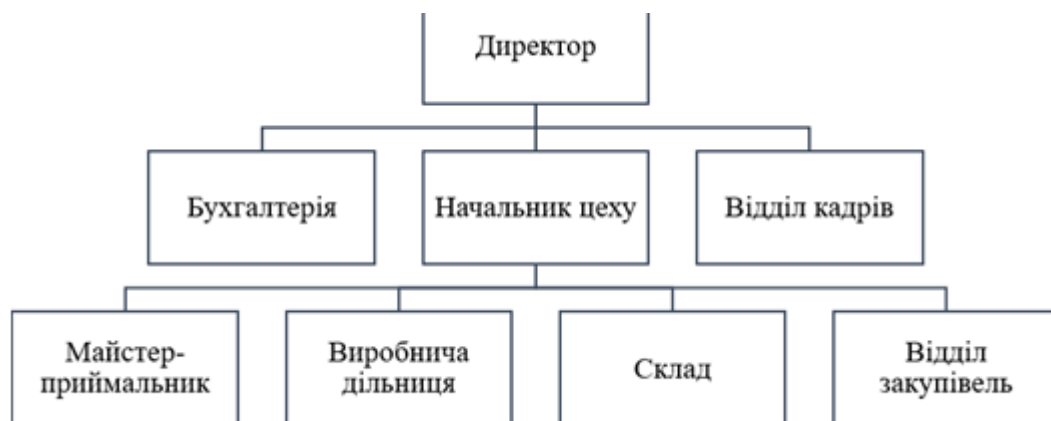 Директор
Бухгалтерія
Начальник цеху
Відділ кадрів
Майстер-
приймальник
Виробнича
дільниця
Склад
Відділ
закупівель